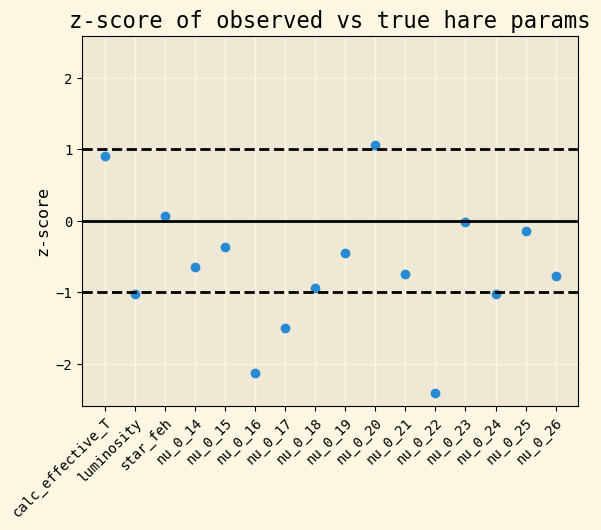 z-score of observed vs true hare params
z-score
2
1
0
−1
−2
calc_effective_T
luminosity
star_feh
nu_0_14
nu_0_15
nu_0_16
nu_0_17
nu_0_18
nu_0_19
nu_0_20
nu_0_21
nu_0_22
nu_0_23
nu_0_24
nu_0_25
nu_0_26